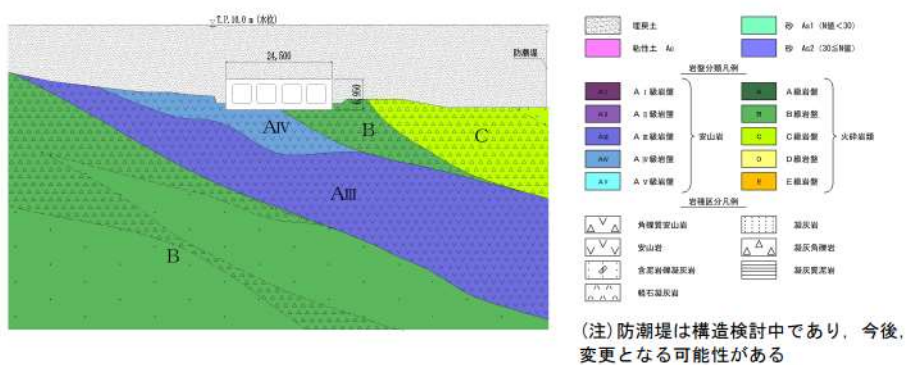 T.P.10.0 m (水位)
24,500
防潮堤
6,950
AⅣ
B
C
AⅢ
B
埋戻土
砂 As1 (N値<30)
粘性土 Ac
砂 As2 (30≦N値)
岩盤分類凡例
AⅠ級岩盤
A級岩盤
AⅡ級岩盤
B
B級岩盤
AⅢ
AⅢ級岩盤
安山岩
C
C級岩盤
火砕岩類
AⅣ
AⅣ級岩盤
D
D級岩盤
AⅤ
AⅤ級岩盤
E
E級岩盤
岩種区分凡例
角礫質安山岩
凝灰岩
安山岩
凝灰角礫岩
含泥岩礫凝灰岩
凝灰質泥岩
軽石凝灰岩
(注)防潮堤は構造検討中であり，今後，
変更となる可能性がある